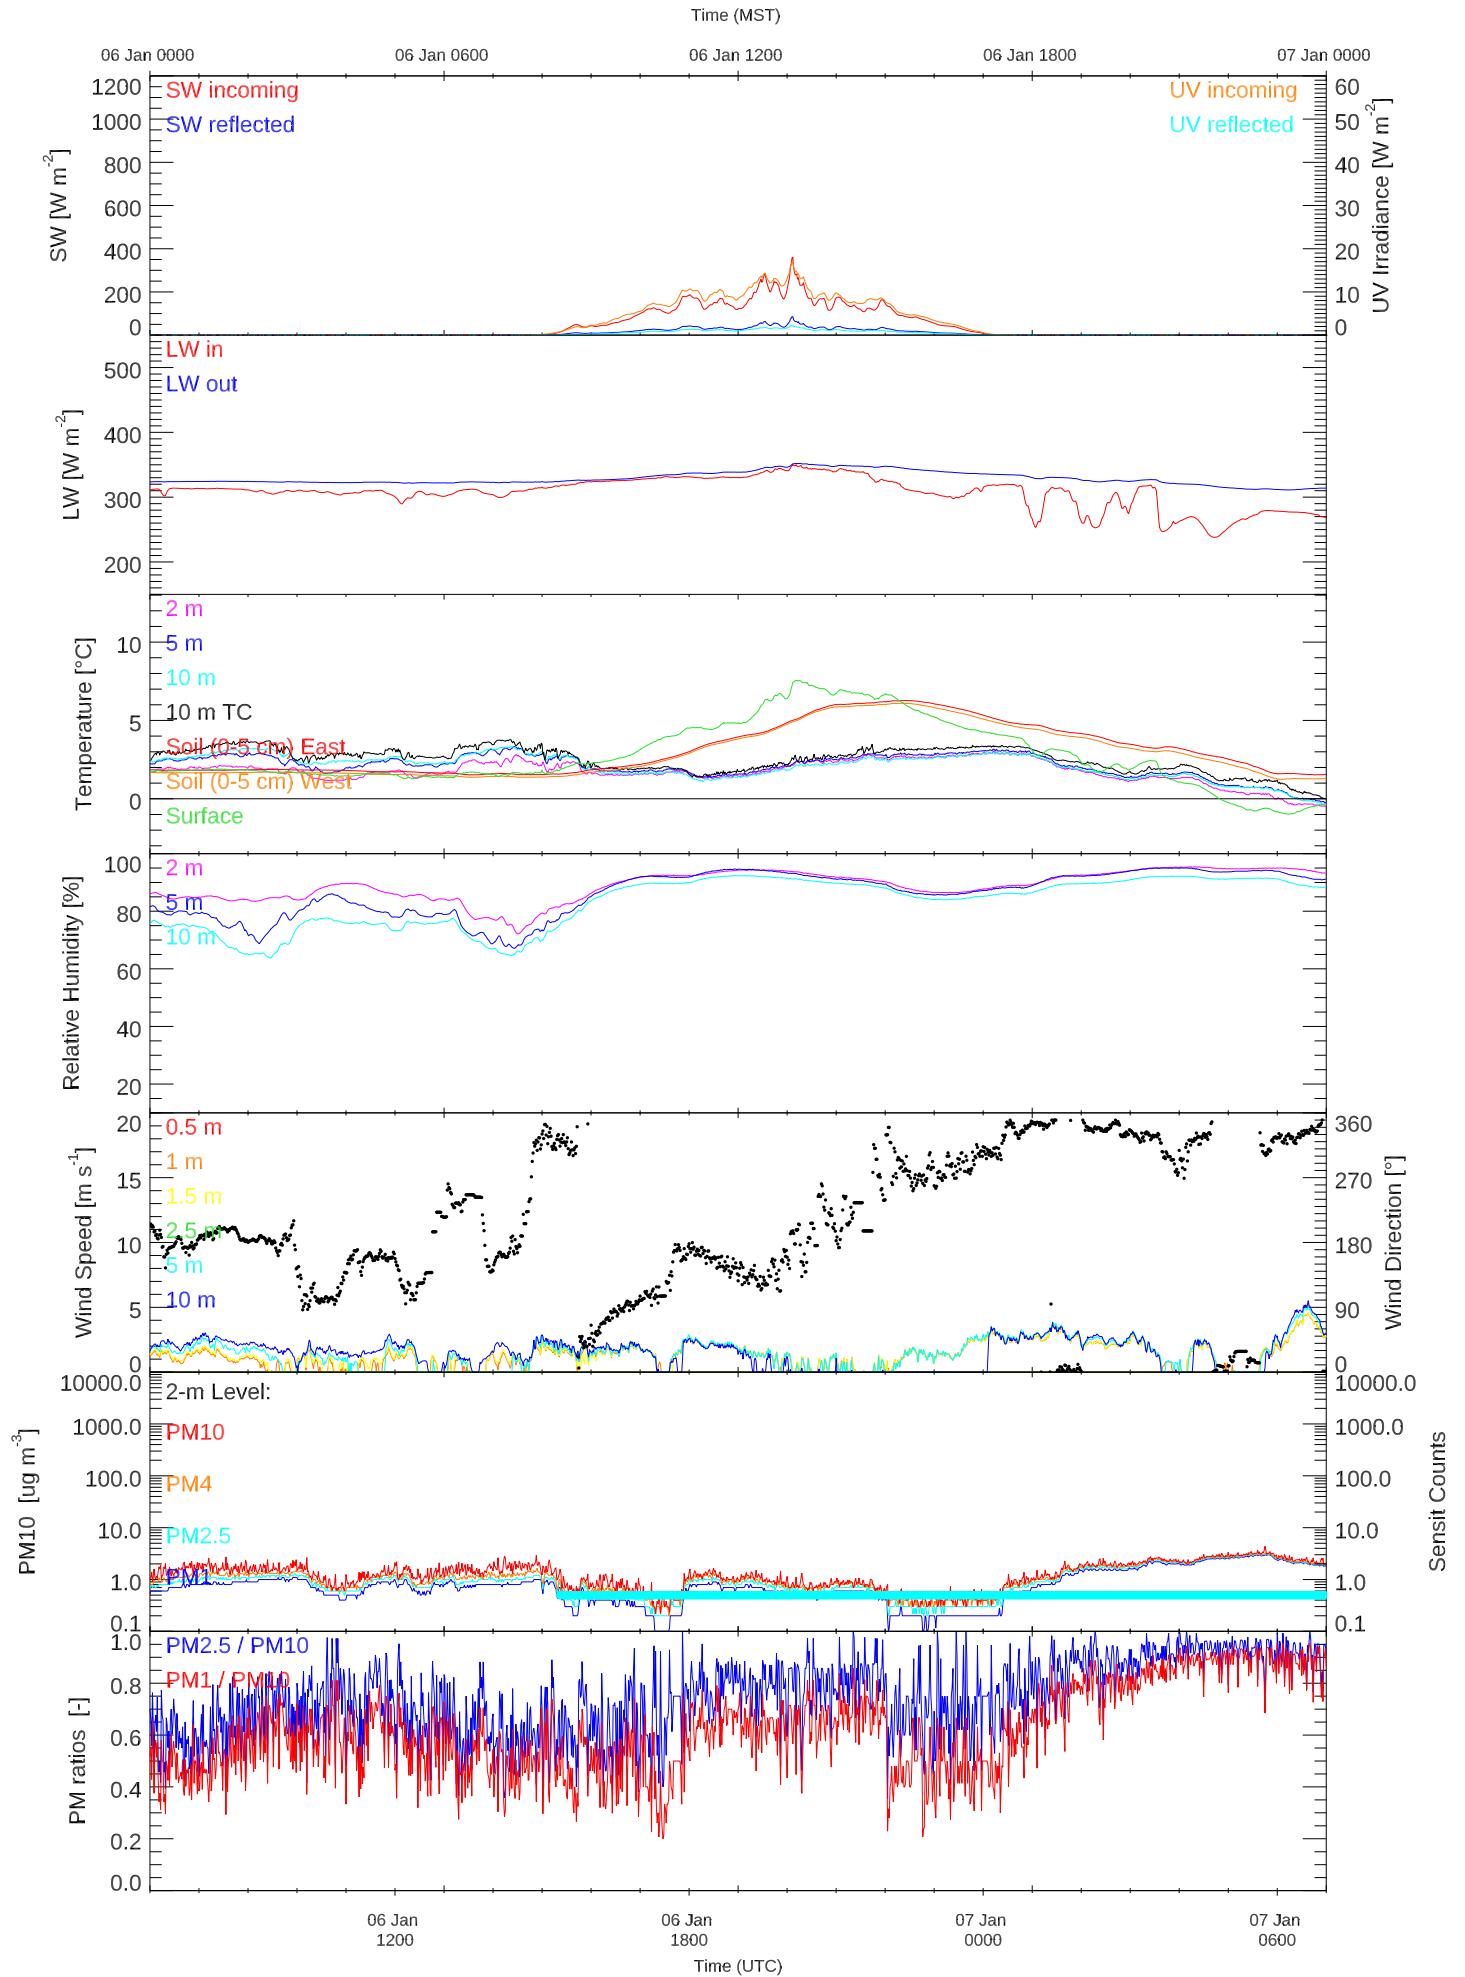 Time (MST)
06 Jan 0000 06 Jan 0600 06 Jan 1200 06 Jan 1800 07 Jan 0000
1200 SW incoming UV incoming 60
1000 SW reflected UV reflected 50
800 40
600 30
400 20
200 10
0 0
SW [W m-2]
UV Irradiance [W m-2]
LW in
500
LW out
400
300
200
LW [W m-2]
2 m
10 5 m
10 m
10 m TC
5
Soil (0-5 cm) East
Soil (0-5 cm) West
0
Surface
Temperature [°C]
100 2 m
5 m
80
10 m
60
40
20
Relative Humidity [%]
20 0.5 m 360
1 m
15 1.5 m 270
2.5 m
10 180
5 m
10 m
5 90
0 0
Wind Speed [m s-1]
Wind Direction [°]
10000.0 2-m Level: 10000.0
1000.0 PM10 1000.0
100.0 PM4 100.0
10.0 PM2.5 10.0
1.0 PM1 1.0
0.1 0.1
PM10 [ug m-3]
Sensit Counts
1.0 PM2.5 / PM10
0.8 PM1 / PM10
0.6
0.4
0.2
0.0
PM ratios [-]
06 Jan 06 Jan 07 Jan 07 Jan
1200 1800 0000 0600
Time (UTC)